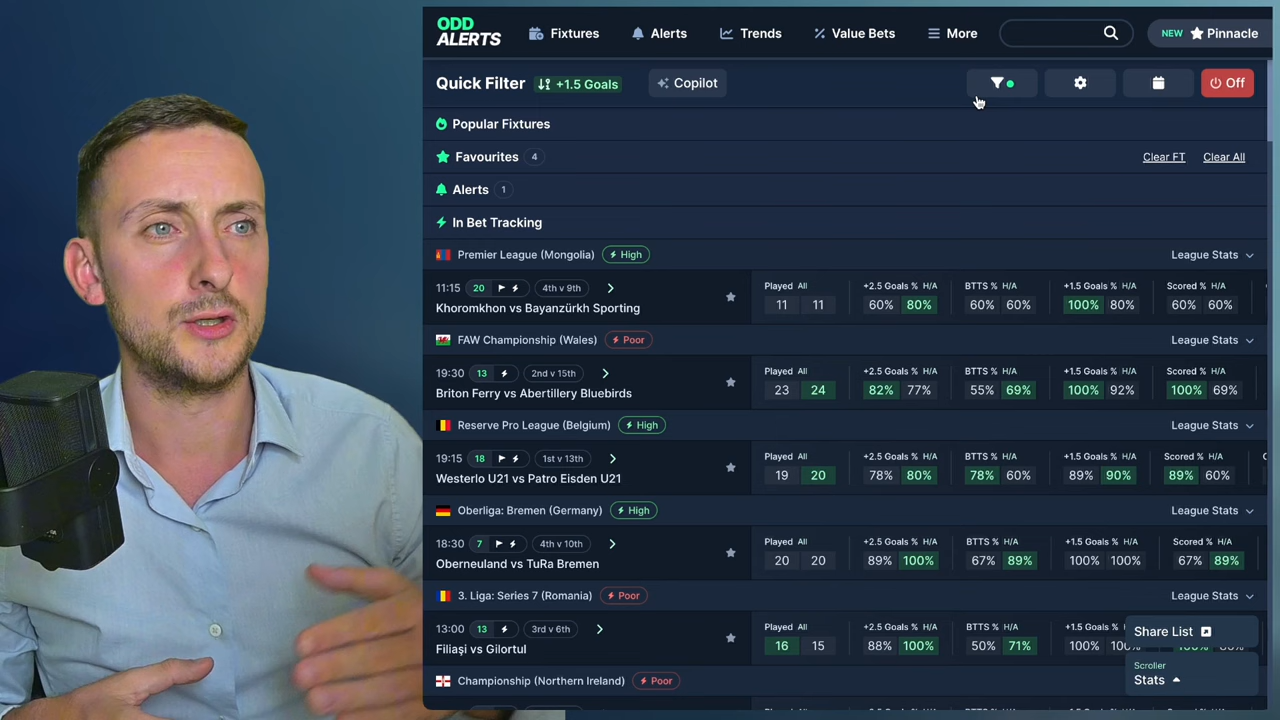 ODD
ALERTS
Fixtures
Alerts
Trends
Value Bets
More
NEW Pinnacle
Quick Filter +1.5 Goals Copilot
Off
Popular Fixtures
Favourites 4 Clear FT Clear All
Alerts 1
In Bet Tracking
Premier League (Mongolia) High League Stats
11:15 20 4th v 9th
Khoromkhon vs Bayanzürkh Sporting
Played All +2.5 Goals % H/A BTTS % H/A +1.5 Goals % H/A Scored % H/A
11 11 60% 80% 60% 60% 100% 80% 60% 60%
FAW Championship (Wales) Poor League Stats
19:30 13 2nd v 15th
Briton Ferry vs Abertillery Bluebirds
Played All +2.5 Goals % H/A BTTS % H/A +1.5 Goals % H/A Scored % H/A
23 24 82% 77% 55% 69% 100% 92% 100% 69%
Reserve Pro League (Belgium) High League Stats
19:15 18 1st v 13th
Westerlo U21 vs Patro Eisden U21
Played All +2.5 Goals % H/A BTTS % H/A +1.5 Goals % H/A Scored % H/A
19 20 78% 80% 78% 60% 89% 90% 89% 60%
Oberliga: Bremen (Germany) High League Stats
18:30 7 4th v 10th
Oberneuland vs TuRa Bremen
Played All +2.5 Goals % H/A BTTS % H/A +1.5 Goals % H/A Scored % H/A
20 20 89% 100% 67% 89% 100% 100% 67% 89%
3. Liga: Series 7 (Romania) Poor League Stats
13:00 13 3rd v 6th
Filiași vs Gilortul
Played All +2.5 Goals % H/A BTTS % H/A +1.5 Goals %
16 15 88% 100% 50% 71% 100%
Share List
Scroller
Stats
Championship (Northern Ireland) Poor